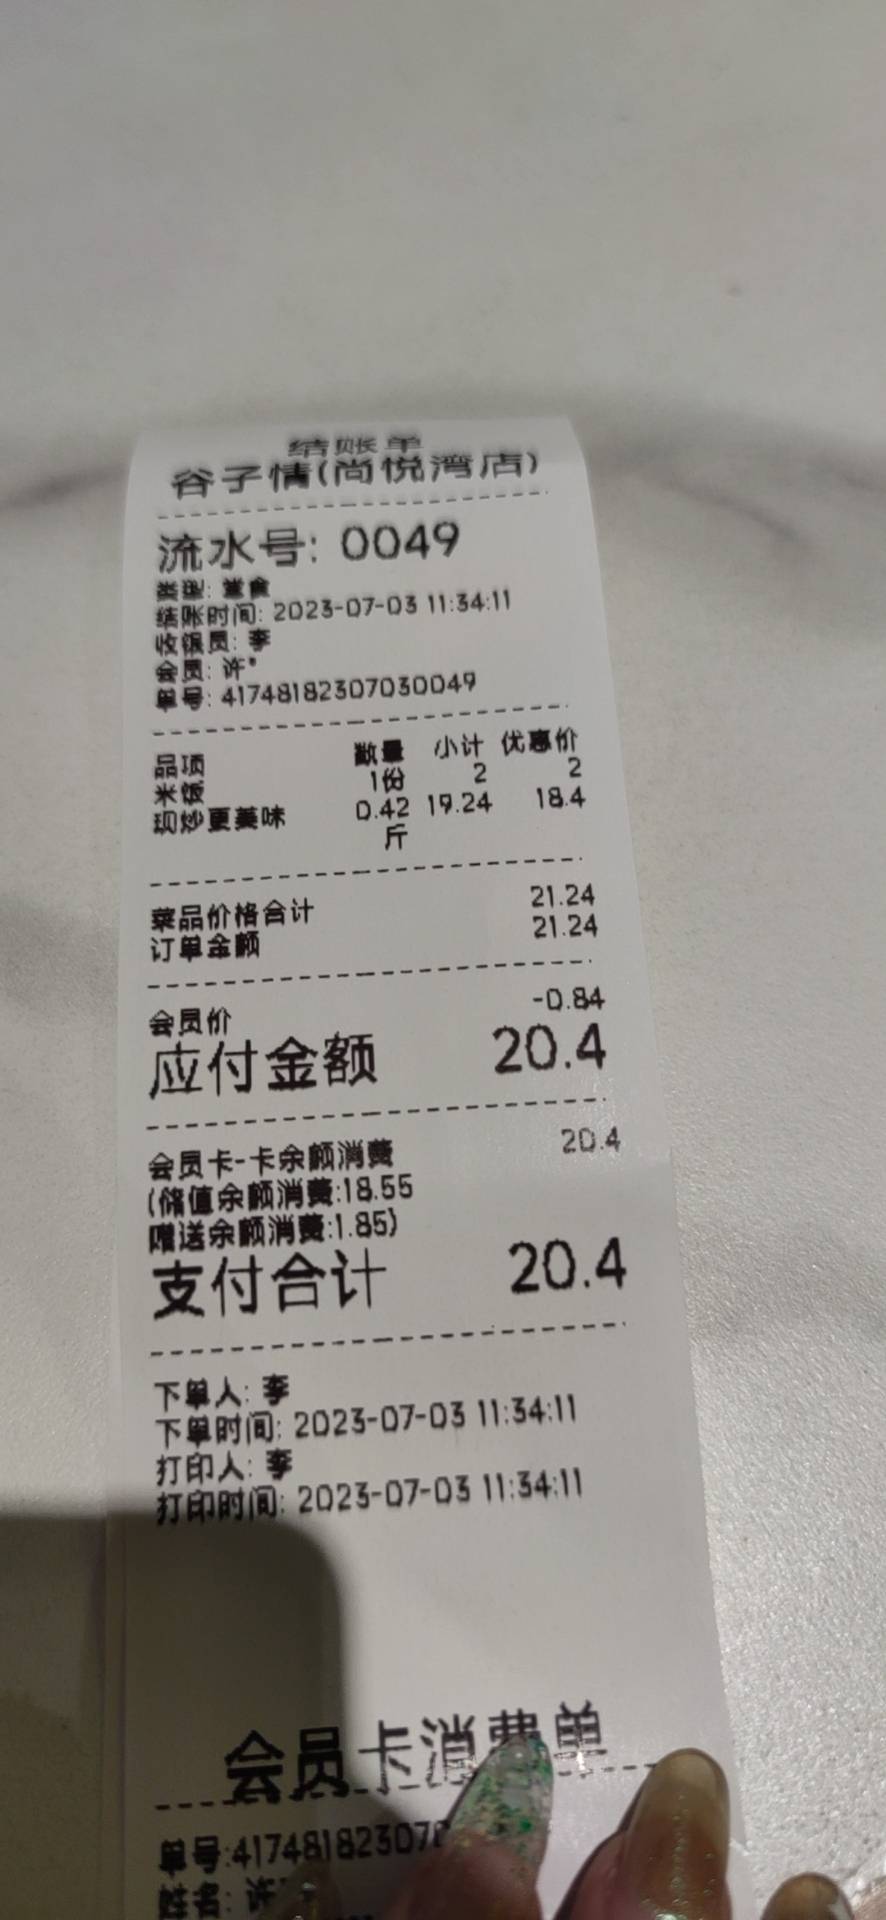 结账单
谷子情(尚悦湾店)
流水号: 0049
类型: 堂食
结账时间: 2023-07-03 11:34:11
收银员: 李
会员: 许*
单号: 41748182307030049
品项 数量 小计 优惠价
米饭 1份 2 2
现炒更美味 0.42 19.24 18.4
斤
菜品价格合计 21.24
订单金额 21.24
会员价 -0.84
应付金额 20.4
会员卡-卡余额消费 20.4
(储值余额消费:18.55
赠送余额消费:1.85)
支付合计 20.4
下单人: 李
下单时间: 2023-07-03 11:34:11
打印人: 李
打印时间: 2023-07-03 11:34:11
会员卡消费单
单号:417481823070
姓名: 许